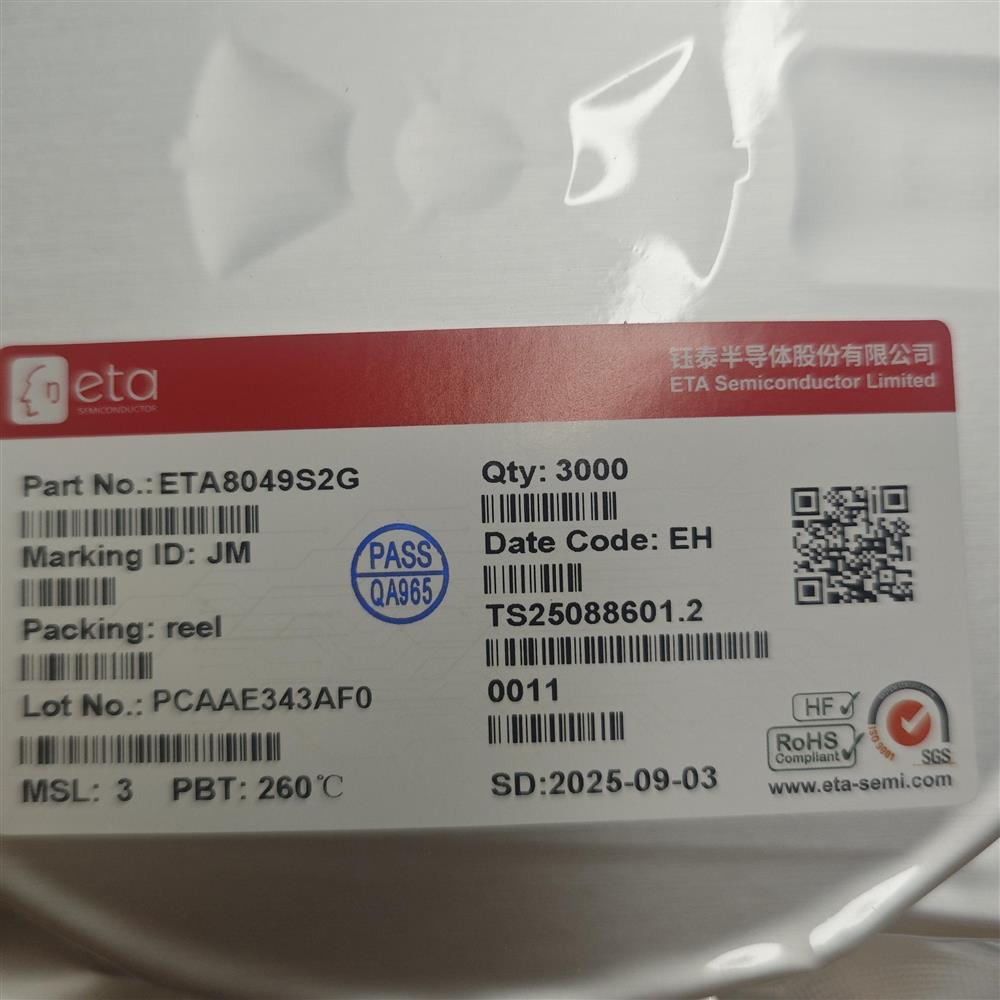 eta
SEMICONDUCTOR
钰泰半导体股份有限公司
ETA Semiconductor Limited
Part No.: ETA8049S2G
Marking ID: JM
Packing: reel
Lot No.: PCAAE343AF0
MSL: 3 PBT: 260℃
PASS
QA965
Qty: 3000
Date Code: EH
TS25088601.2
0011
SD:2025-09-03
HF
RoHS
Compliant
ISO 9001
SGS
www.eta-semi.com